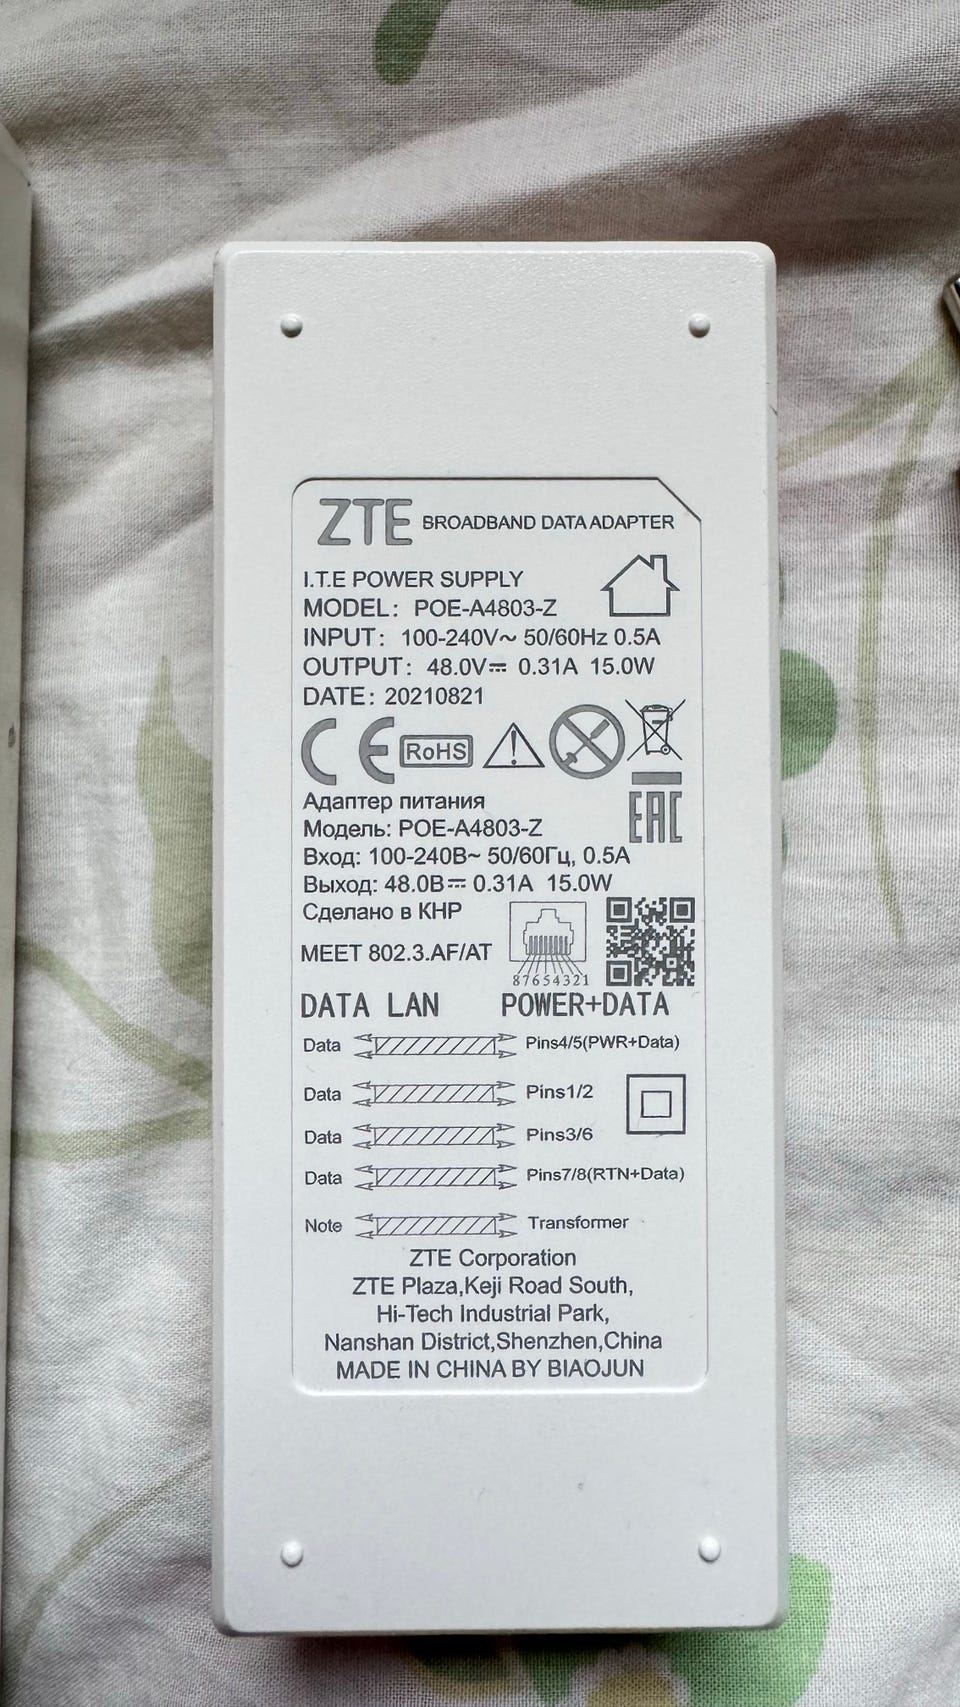 ZTE BROADBAND DATA ADAPTER
I.T.E POWER SUPPLY
MODEL: POE-A4803-Z
INPUT: 100-240V~ 50/60Hz 0.5A
OUTPUT: 48.0V⎓ 0.31A 15.0W
DATE: 20210821
CE RoHS
EAC
Адаптер питания
Модель: POE-A4803-Z
Вход: 100-240В~ 50/60Гц, 0.5А
Выход: 48.0В⎓ 0.31А 15.0W
Сделано в КНР
MEET 802.3.AF/AT
87654321
DATA LAN POWER+DATA
Data Pins4/5(PWR+Data)
Data Pins1/2
Data Pins3/6
Data Pins7/8(RTN+Data)
Note Transformer
ZTE Corporation
ZTE Plaza,Keji Road South,
Hi-Tech Industrial Park,
Nanshan District,Shenzhen,China
MADE IN CHINA BY BIAOJUN